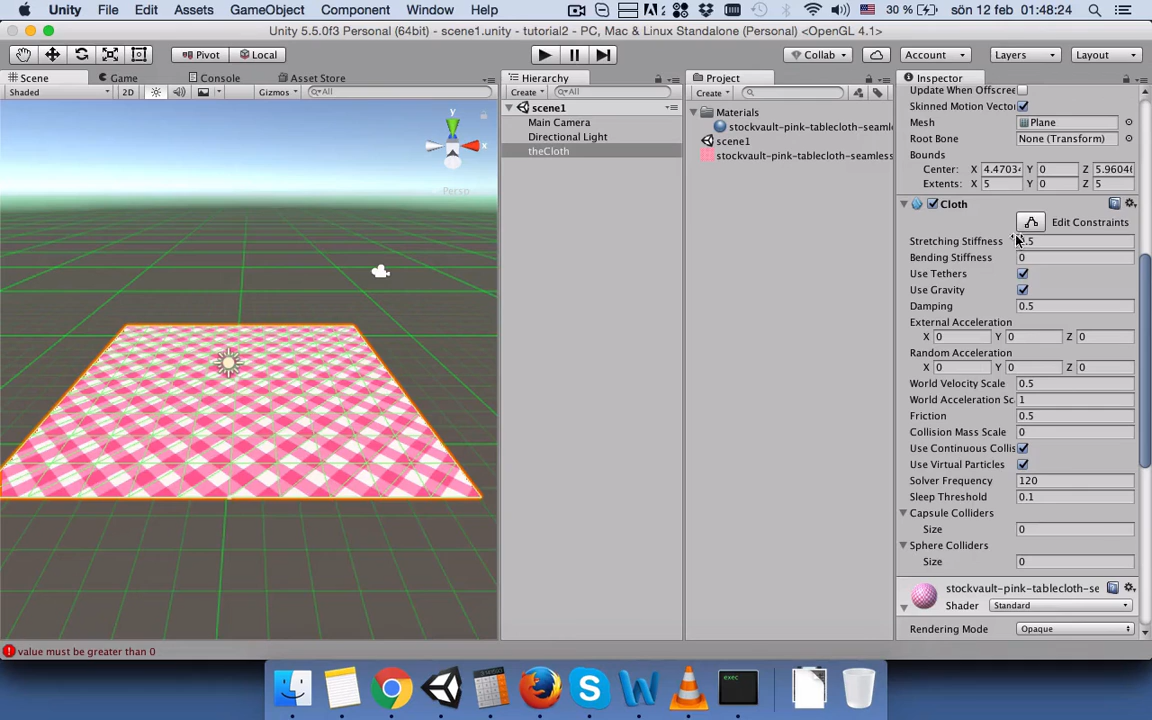 Unity File Edit Assets GameObject Component Window Help 30 % sön 12 feb 01:48:24
Unity 5.5.0f3 Personal (64bit) - scene1.unity - tutorial2 - PC, Mac & Linux Standalone (Personal) <OpenGL 4.1>
Pivot Local Collab Account Layers Layout
Scene Game Console Asset Store Hierarchy Project Inspector
Shaded 2D Gizmos All Create All Create
Update When Offscree
Skinned Motion Vector
Mesh Plane
Root Bone None (Transform)
Bounds
Center: X 4.4703 Y 0 Z 5.9604
Extents: X 5 Y 0 Z 5
scene1
Main Camera
Directional Light
theCloth
Materials
stockvault-pink-tablecloth-seaml
scene1
stockvault-pink-tablecloth-seamless
y
x
Persp
Cloth
Edit Constraints
Stretching Stiffness
Bending Stiffness 0
Use Tethers
Use Gravity
Damping 0.5
External Acceleration
X 0 Y 0 Z 0
Random Acceleration
X 0 Y 0 Z 0
World Velocity Scale 0.5
World Acceleration Sc 1
Friction 0.5
Collision Mass Scale 0
Use Continuous Collis
Use Virtual Particles
Solver Frequency 120
Sleep Threshold 0.1
Capsule Colliders
Size 0
Sphere Colliders
Size 0
stockvault-pink-tablecloth-se
Shader Standard
Rendering Mode Opaque
value must be greater than 0
exec